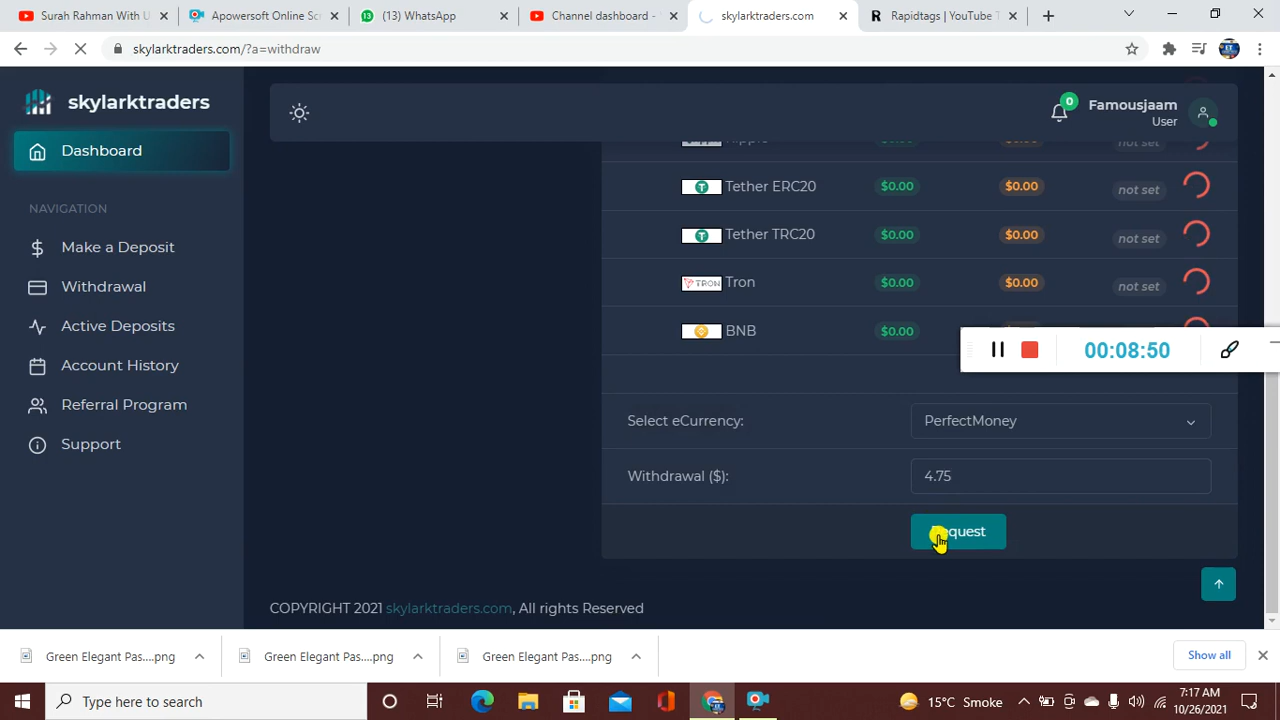 Surah Rahman With U
Apowersoft Online Sc
(13) WhatsApp
Channel dashboard -
skylarktraders.com
Rapidtags | YouTube T
skylarktraders.com/?a=withdraw
skylarktraders
Dashboard
NAVIGATION
Make a Deposit
Withdrawal
Active Deposits
Account History
Referral Program
Support
0
Famousjaam
User
Tether ERC20 $0.00 $0.00 not set
Tether TRC20 $0.00 $0.00 not set
TRON Tron $0.00 $0.00 not set
BNB $0.00
00:08:50
Select eCurrency: PerfectMoney
Withdrawal ($): 4.75
Request
COPYRIGHT 2021 skylarktraders.com, All rights Reserved
Green Elegant Pas....png
Green Elegant Pas....png
Green Elegant Pas....png
Show all
Type here to search
15°C Smoke
7:17 AM
10/26/2021